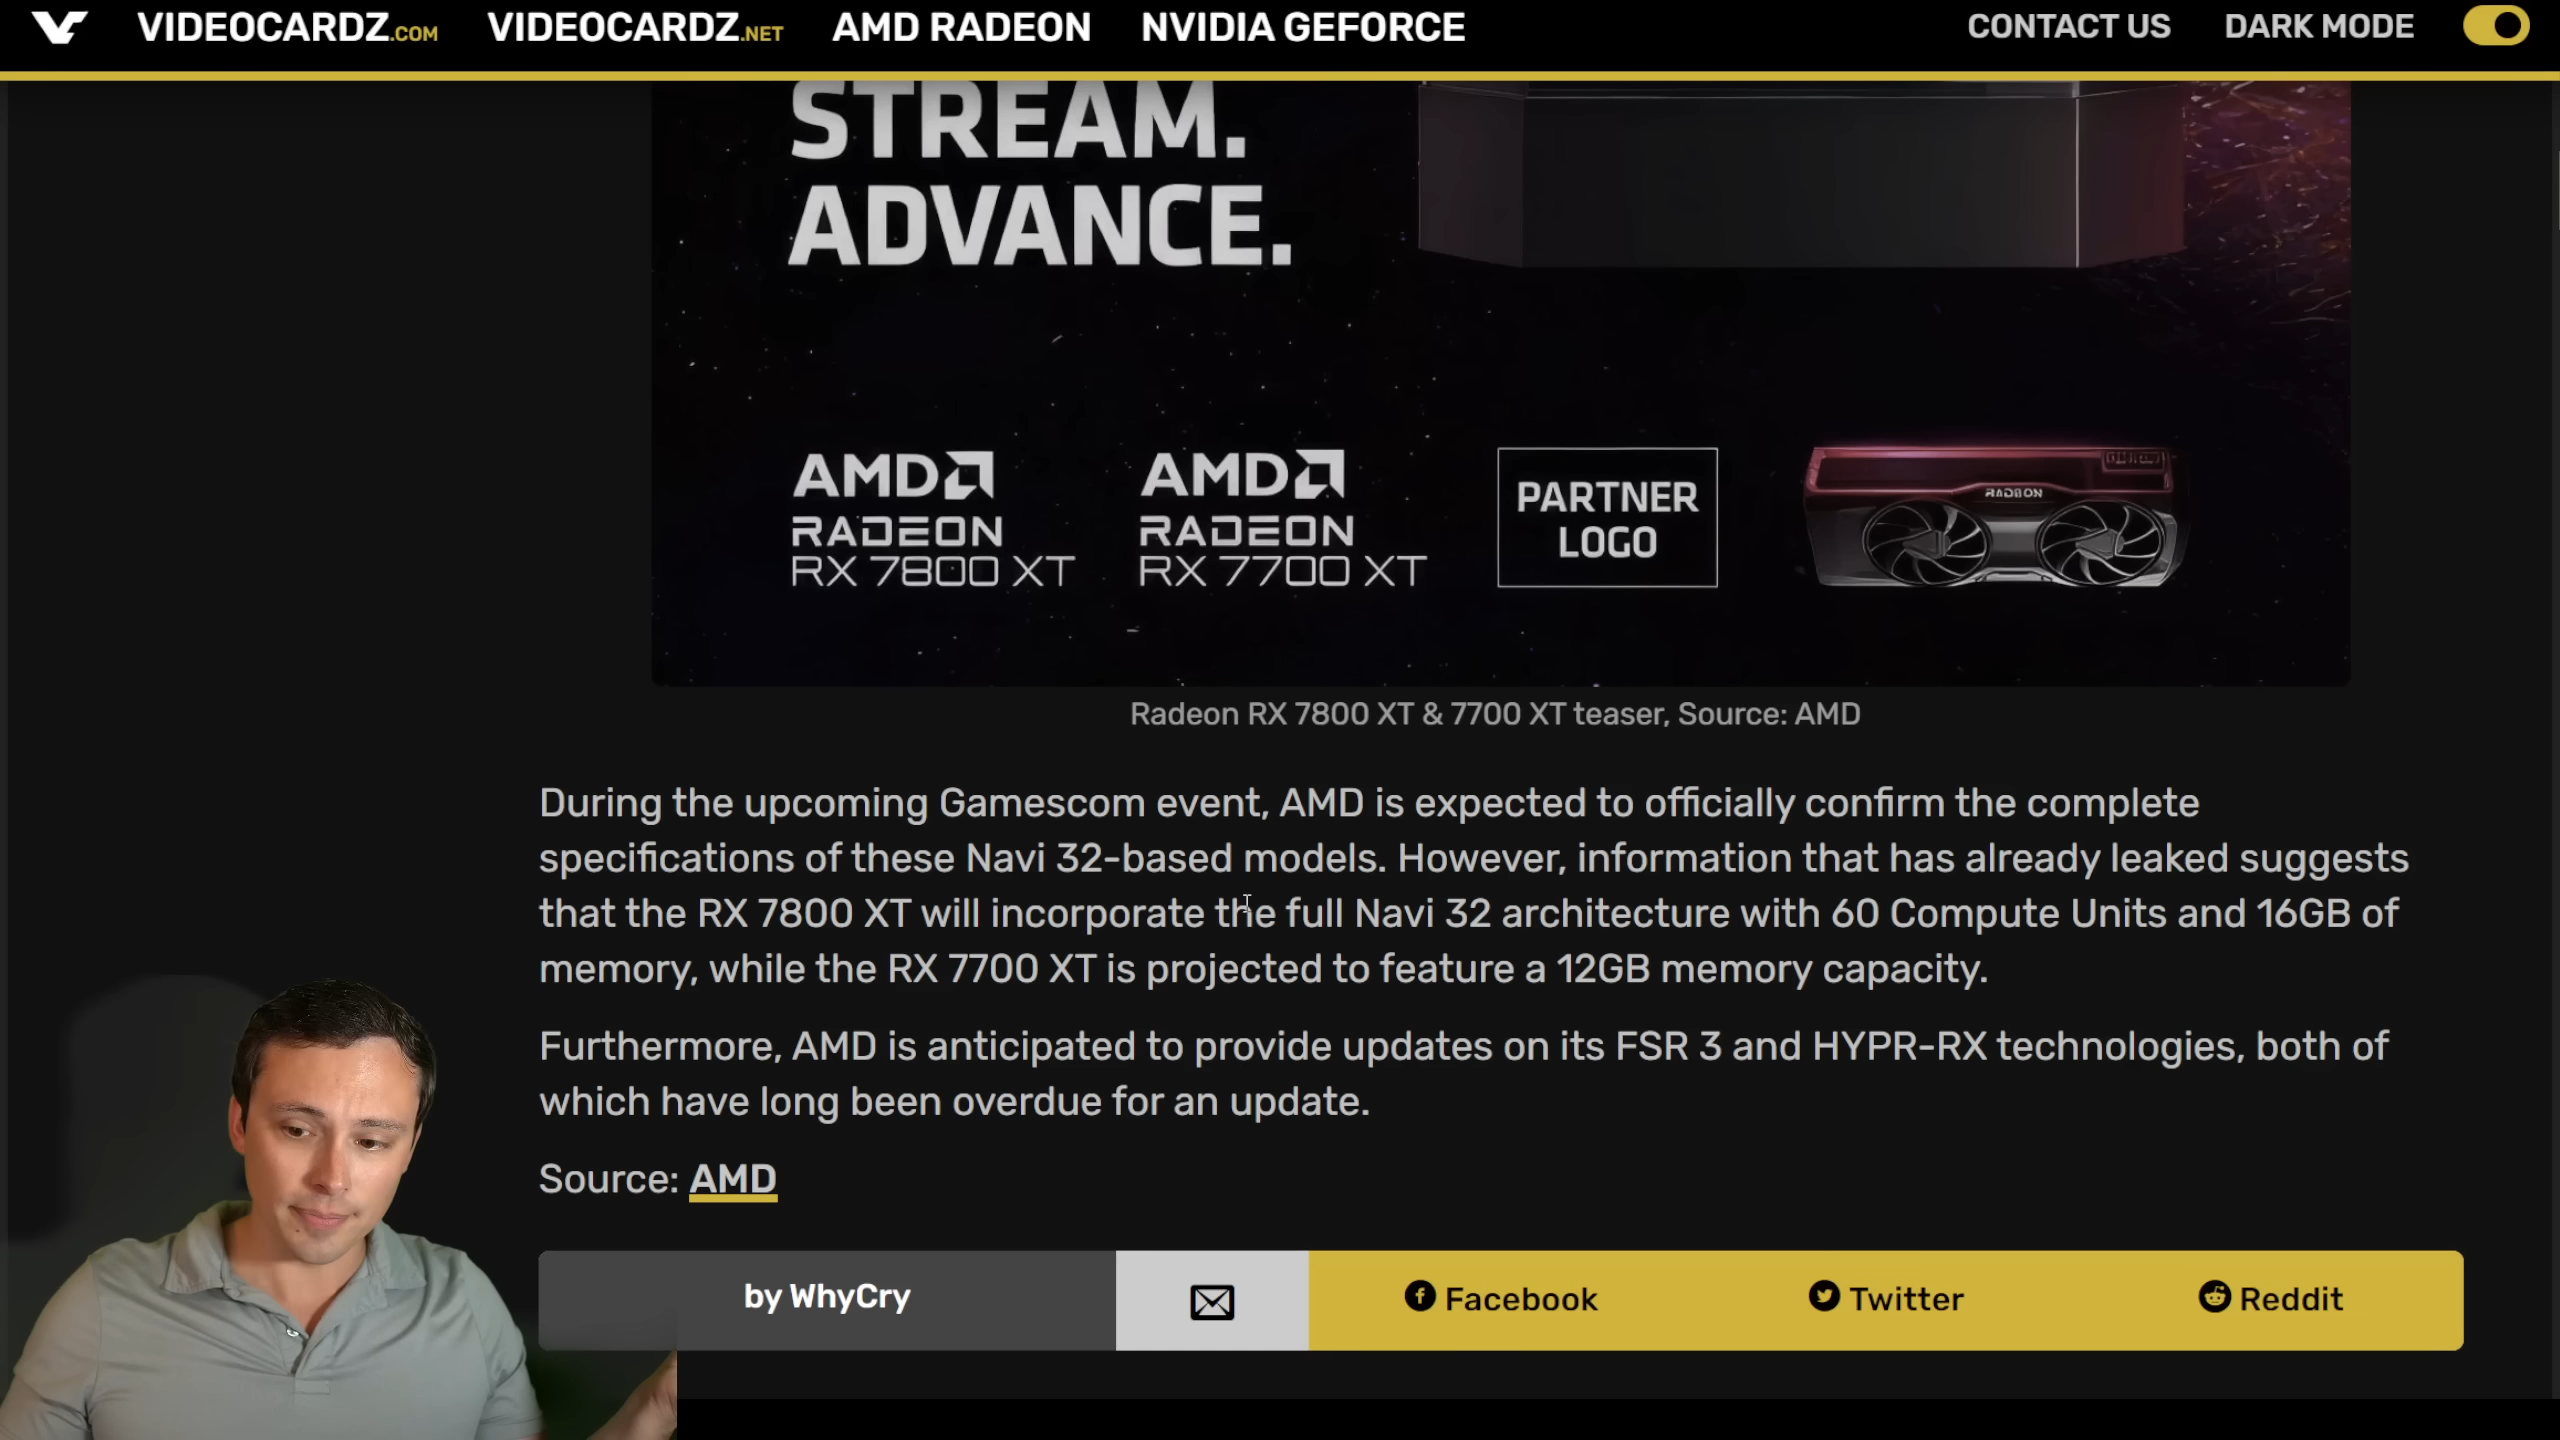 VIDEOCARDZ.COM VIDEOCARDZ.NET AMD RADEON NVIDIA GEFORCE CONTACT US DARK MODE
STREAM.
ADVANCE.
AMD
RADEON
RX 7800 XT
AMD
RADEON
RX 7700 XT
PARTNER
LOGO
RADEON
Radeon RX 7800 XT & 7700 XT teaser, Source: AMD
During the upcoming Gamescom event, AMD is expected to officially confirm the complete
specifications of these Navi 32-based models. However, information that has already leaked suggests
that the RX 7800 XT will incorporate the full Navi 32 architecture with 60 Compute Units and 16GB of
memory, while the RX 7700 XT is projected to feature a 12GB memory capacity.
Furthermore, AMD is anticipated to provide updates on its FSR 3 and HYPR-RX technologies, both of
which have long been overdue for an update.
Source: AMD
by WhyCry Facebook Twitter Reddit